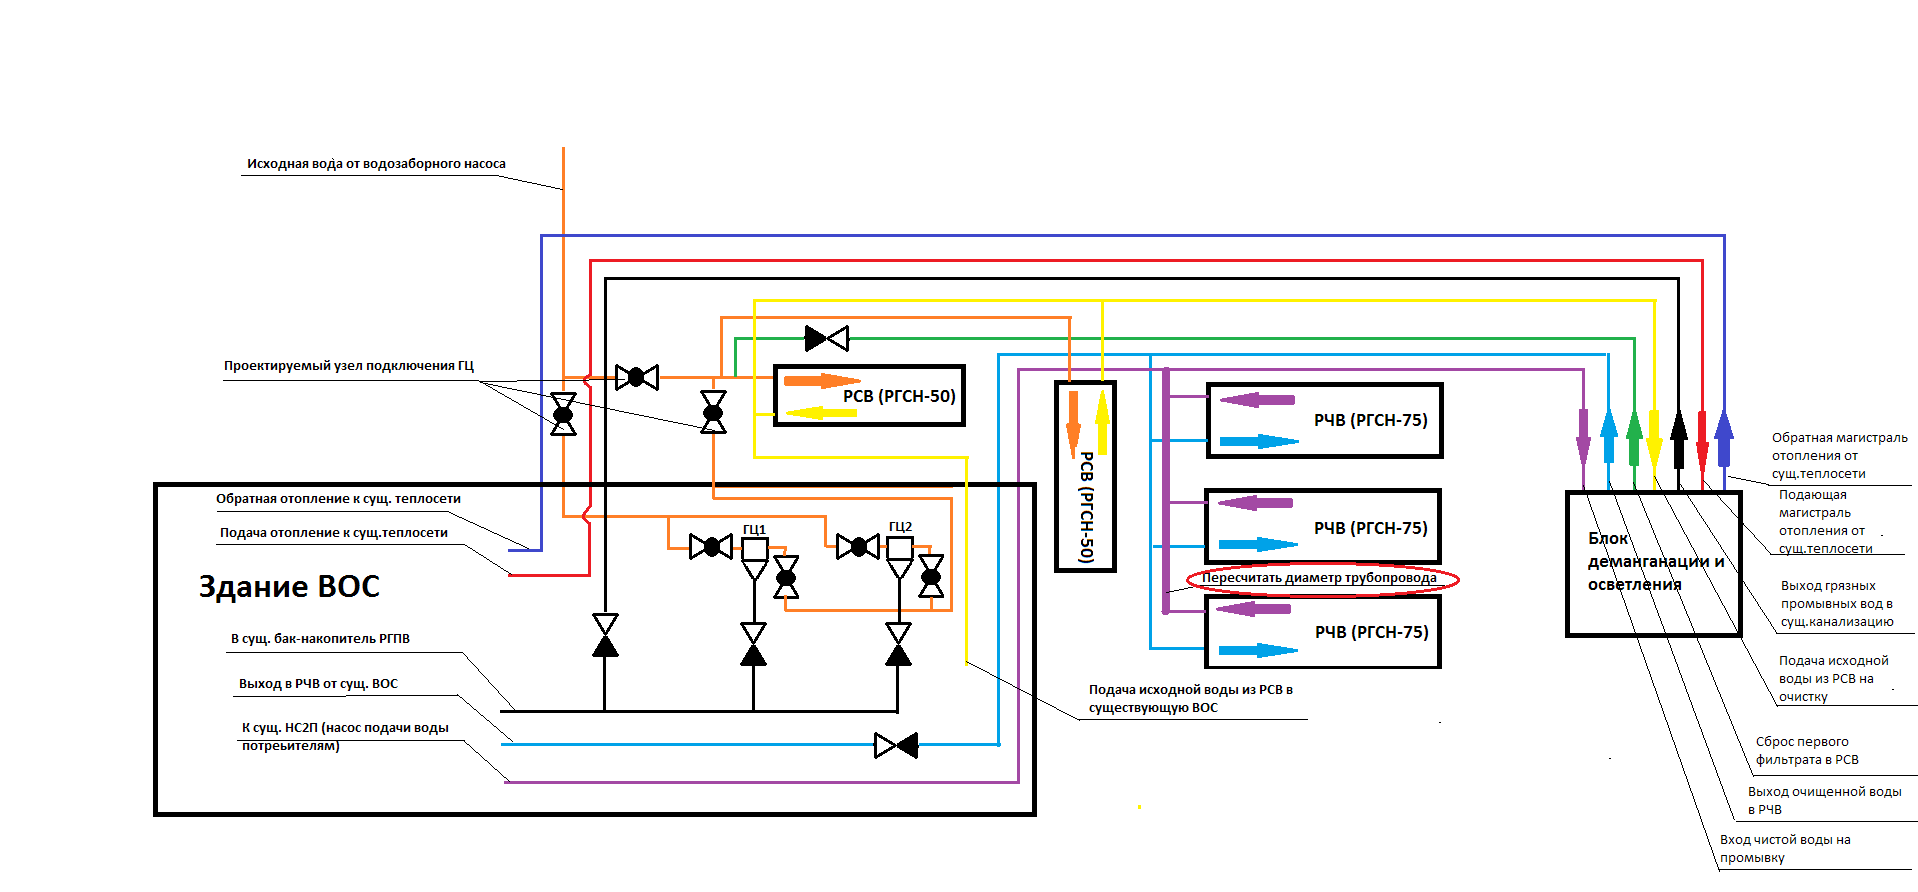 Исходная вода от водозаборного насоса
Проектируемый узел подключения ГЦ
РСВ (РГСН-50)
РСВ (РГСН-50)
РЧВ (РГСН-75)
РЧВ (РГСН-75)
Пересчитать диаметр трубопровода
РЧВ (РГСН-75)
Обратная отопление к сущ. теплосети
Подача отопление к сущ.теплосети
ГЦ1
ГЦ2
Здание ВОС
В сущ. бак-накопитель РГПВ
Выход в РЧВ от сущ. ВОС
К сущ. НС2П (насос подачи воды
потреьителям)
Подача исходной воды из РСВ в
существующую ВОС
Блок
деманганации и
осветления
Обратная магистраль
отопления от
сущ.теплосети
Подающая
магистраль
отопления от
сущ.теплосети
Выход грязных
промывных вод в
сущ.канализацию
Подача исходной
воды из РСВ на
очистку
Сброс первого
фильтрата в РСВ
Выход очищенной воды
в РЧВ
Вход чистой воды на
промывку